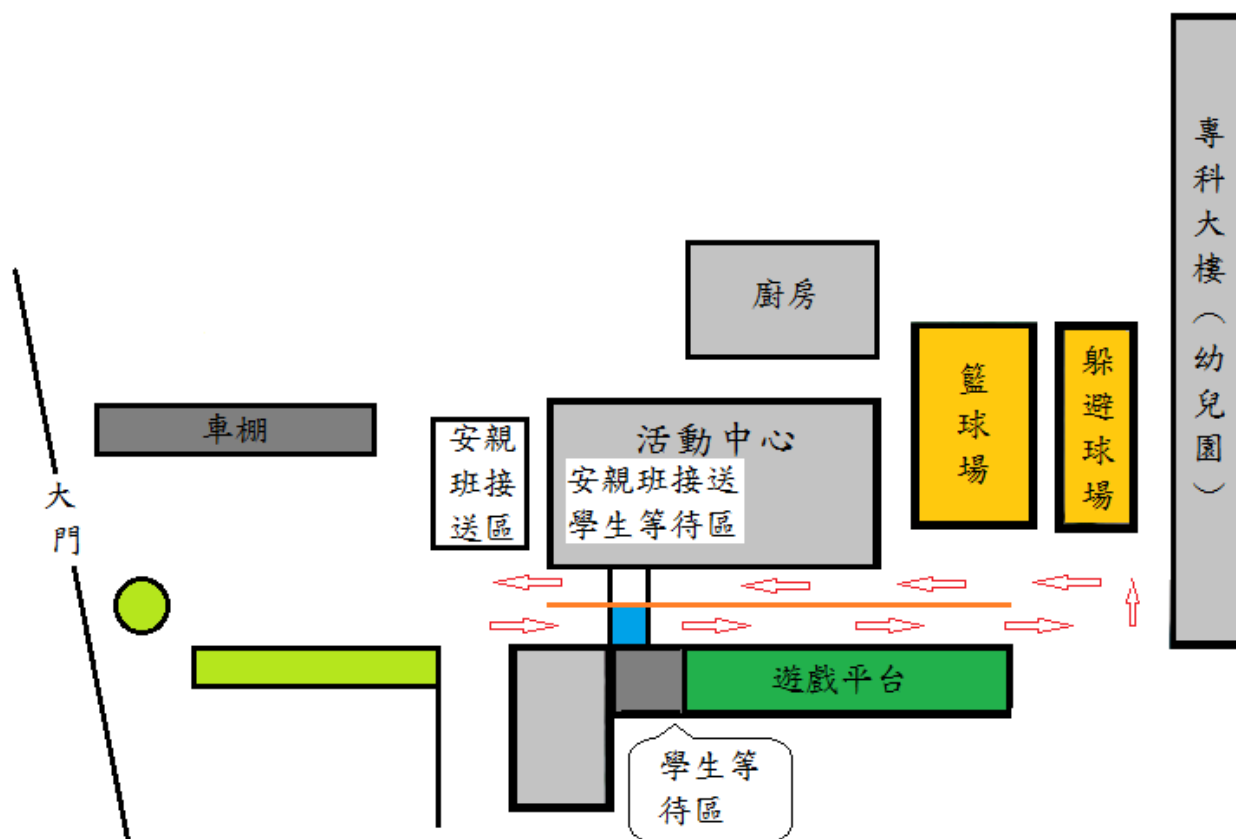 專科大樓（幼兒園）
廚房
籃球場
躲避球場
車棚
安親
班接
送區
活動中心
安親班接送
學生等待區
大門
遊戲平台
學生等
待區